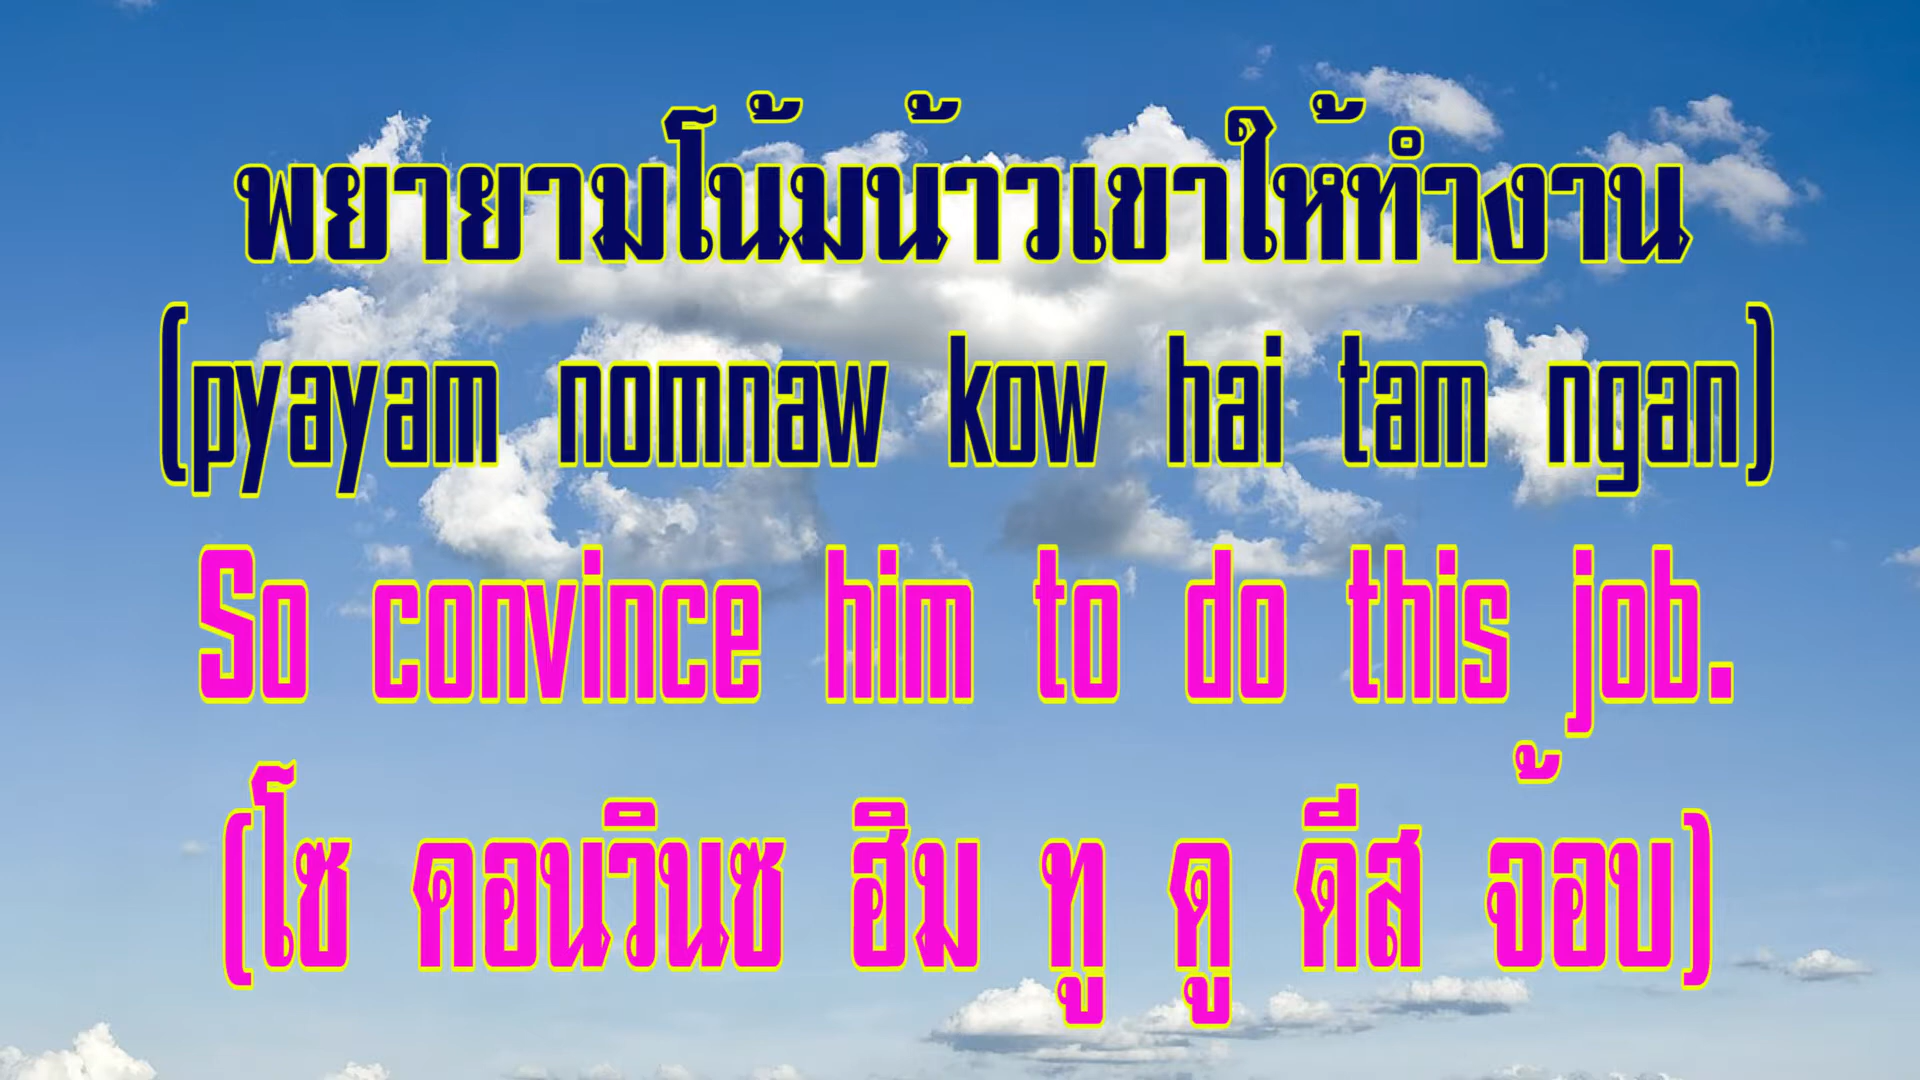 พยายามโน้มน้าวเขาให้ทำงาน
(pyayam nomnaw kow hai tam ngan)
So convince him to do this job.
(โซ คอนวินซ ฮิม ทู ดู ดีส จ้อบ)